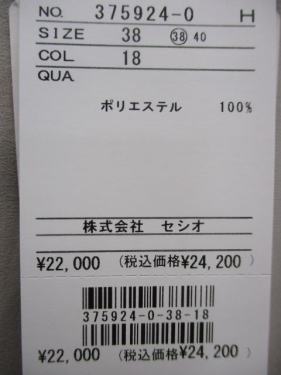 NO. 375924-0 H
SIZE 38 ㊳ 40
COL 18
QUA
ポリエステル 100%
株式会社 セシオ
¥22,000 (税込価格¥24,200)
375924-0-38-18
¥22,000 (税込価格¥24,200)